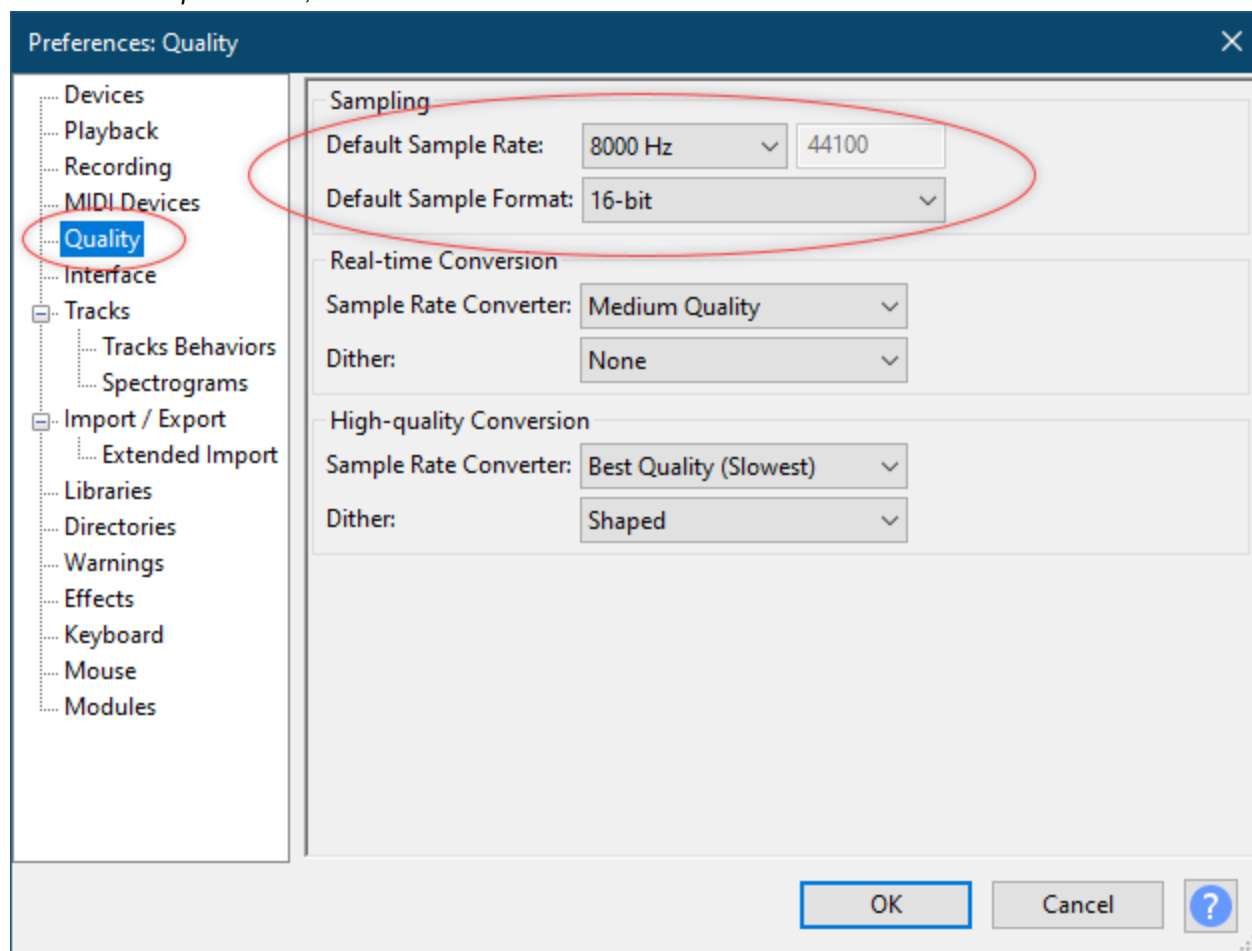 Preferences: Quality
Devices
Playback
Recording
MIDI Devices
Quality
Interface
Tracks
Tracks Behaviors
Spectrograms
Import / Export
Extended Import
Libraries
Directories
Warnings
Effects
Keyboard
Mouse
Modules
Sampling
Default Sample Rate: 8000 Hz 44100
Default Sample Format: 16-bit
Real-time Conversion
Sample Rate Converter: Medium Quality
Dither: None
High-quality Conversion
Sample Rate Converter: Best Quality (Slowest)
Dither: Shaped
OK Cancel ?